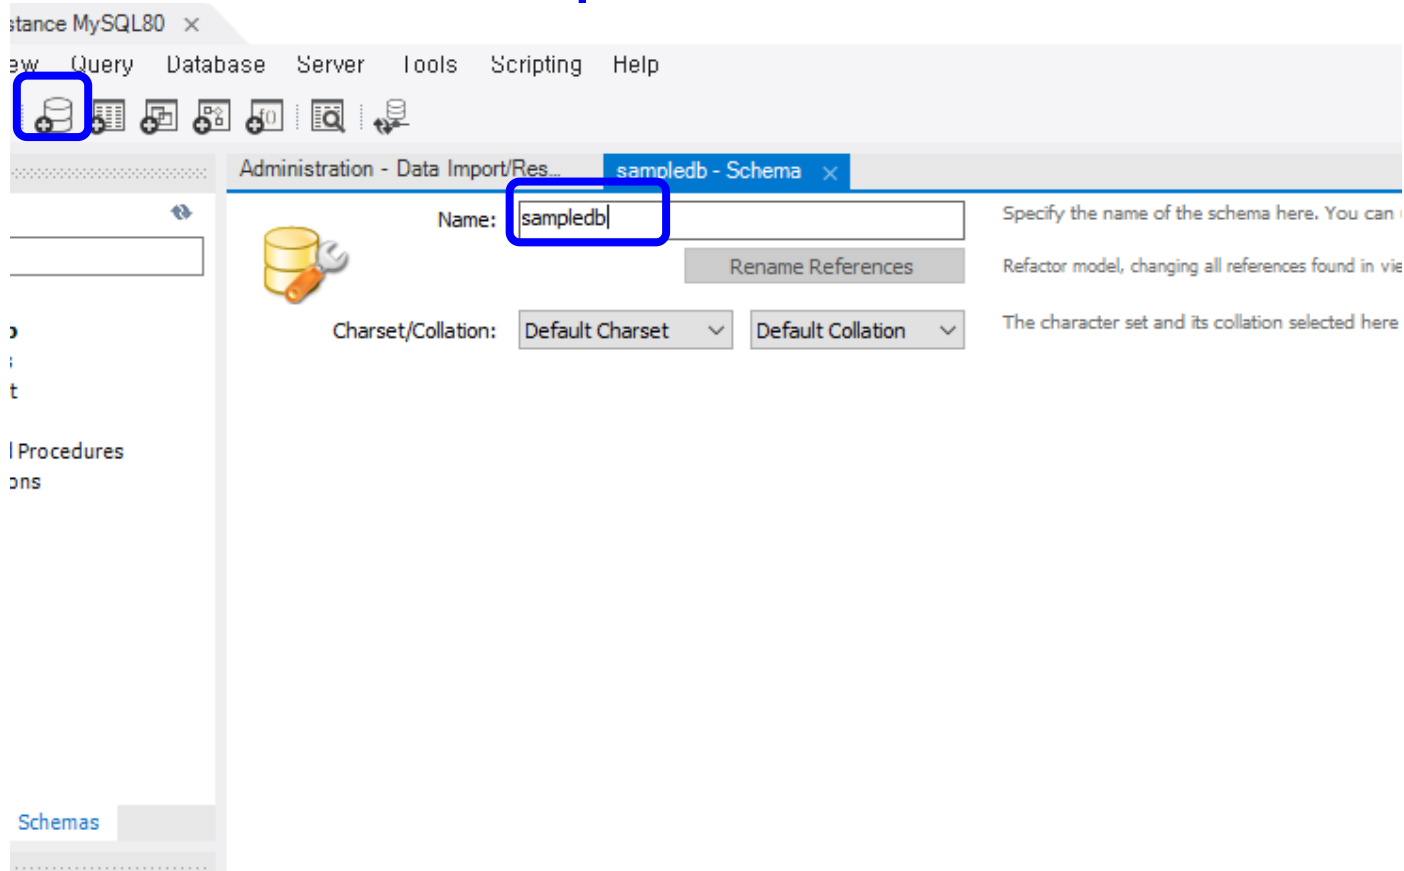 stance MySQL80
ew Query Database Server Tools Scripting Help
Administration - Data Import/Res...
sampledb - Schema
Name: sampledb
Specify the name of the schema here. You can
Rename References
Refactor model, changing all references found in vie
Charset/Collation: Default Charset Default Collation
The character set and its collation selected here
t
Procedures
ons
Schemas